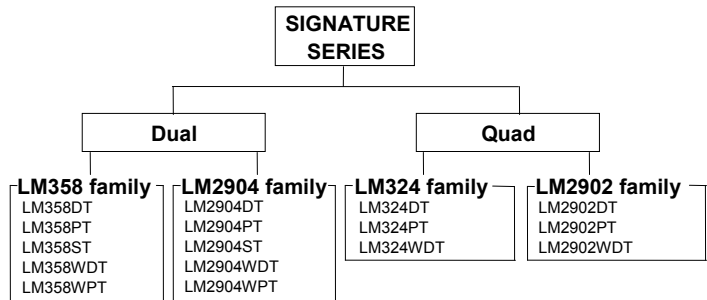 SIGNATURE
SERIES
Dual
Quad
LM358 family
LM358DT
LM358PT
LM358ST
LM358WDT
LM358WPT
LM2904 family
LM2904DT
LM2904PT
LM2904ST
LM2904WDT
LM2904WPT
LM324 family
LM324DT
LM324PT
LM324WDT
LM2902 family
LM2902DT
LM2902PT
LM2902WDT